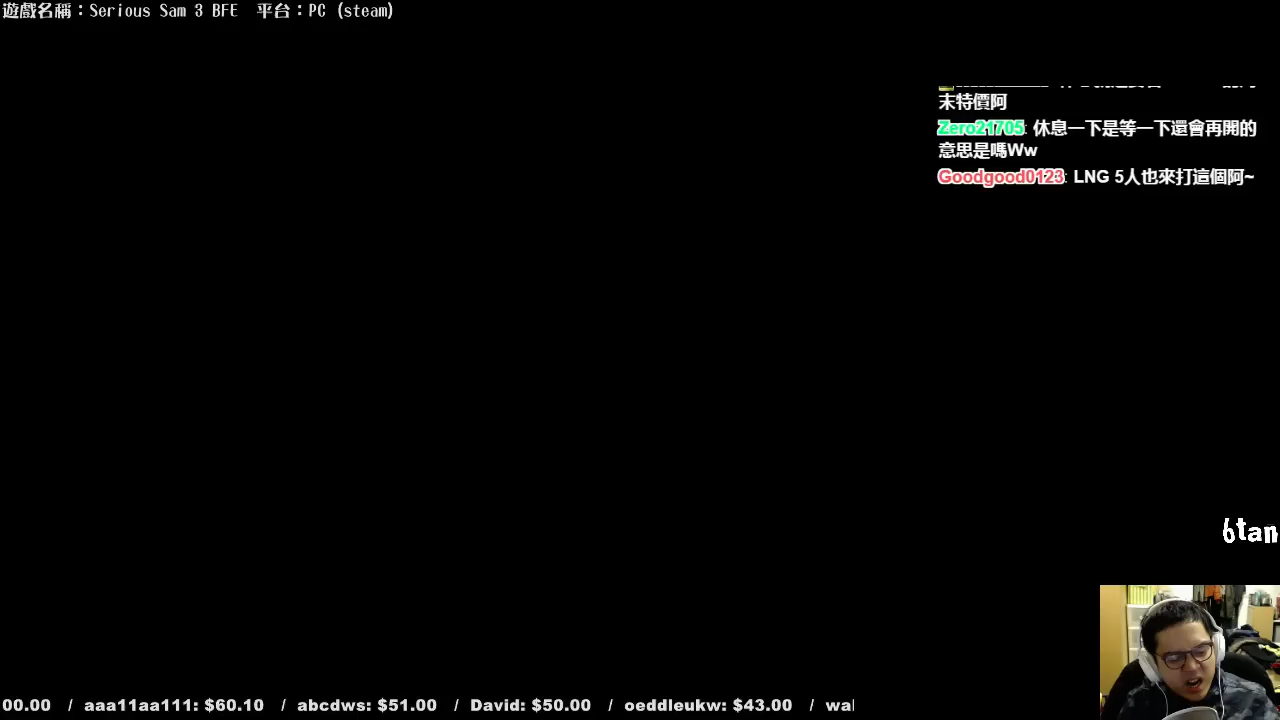 遊戲名稱：Serious Sam 3 BFE 平台：PC (steam)
末特價阿
Zero21705: 休息一下是等一下還會再開的
意思是嗎Ww
Goodgood0123: LNG 5人也來打這個阿~
6tan
00.00 / aaa11aa111: $60.10 / abcdws: $51.00 / David: $50.00 / oeddleukw: $43.00 / wal